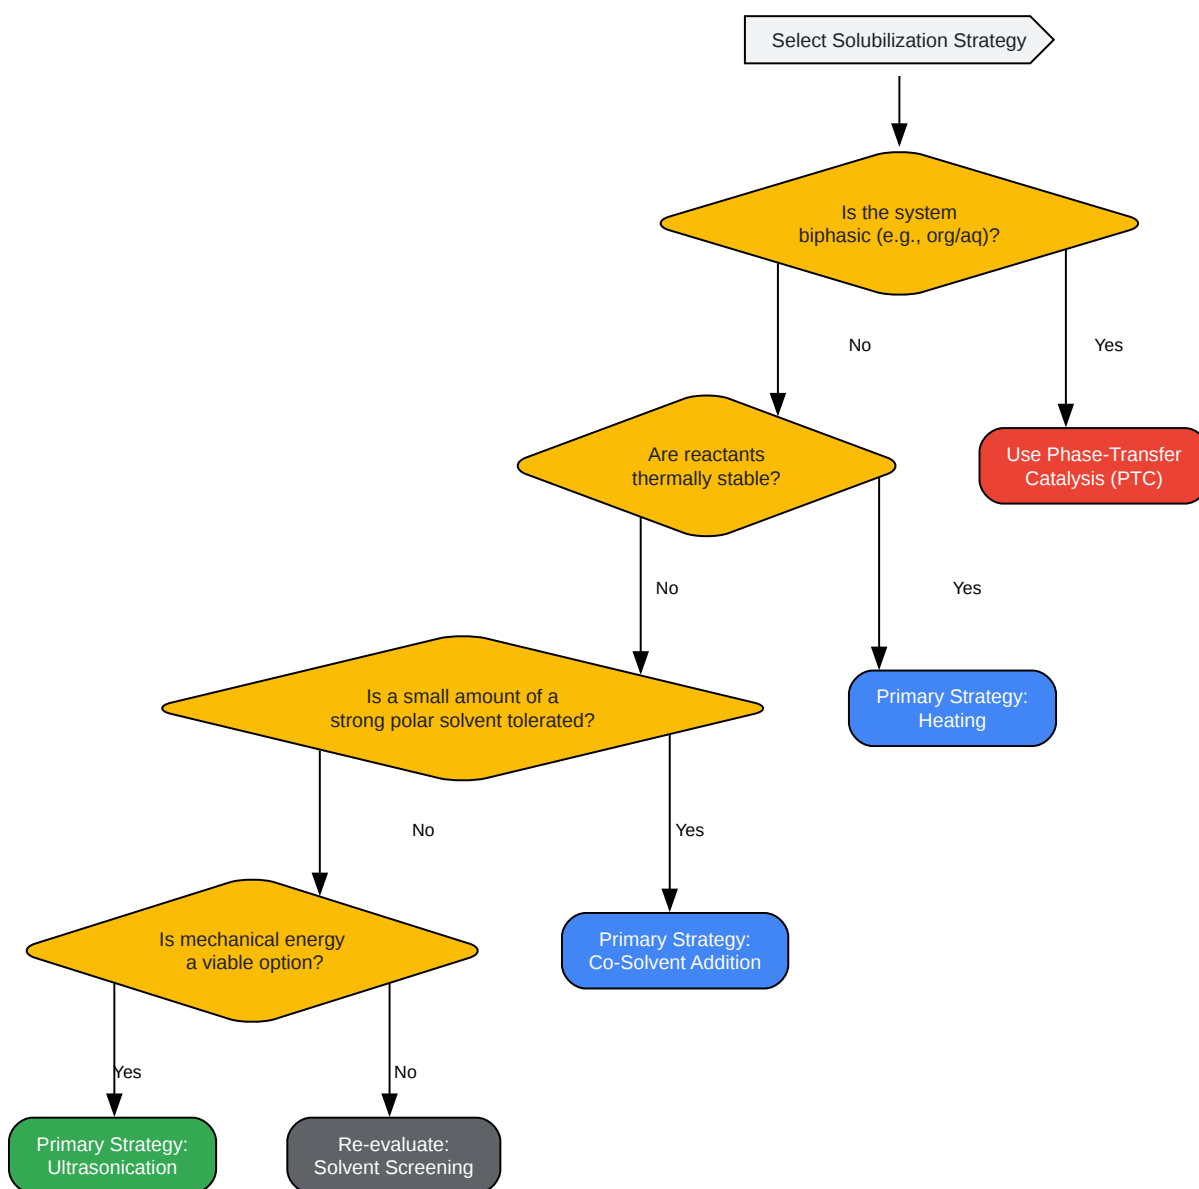 Select Solubilization Strategy
Is the system
biphasic (e.g., org/aq)?
No
Yes
Are reactants
thermally stable?
Use Phase-Transfer
Catalysis (PTC)
No
Yes
Is a small amount of a
strong polar solvent tolerated?
Primary Strategy:
Heating
No
Yes
Is mechanical energy
a viable option?
Primary Strategy:
Co-Solvent Addition
Yes
No
Primary Strategy:
Ultrasonication
Re-evaluate:
Solvent Screening